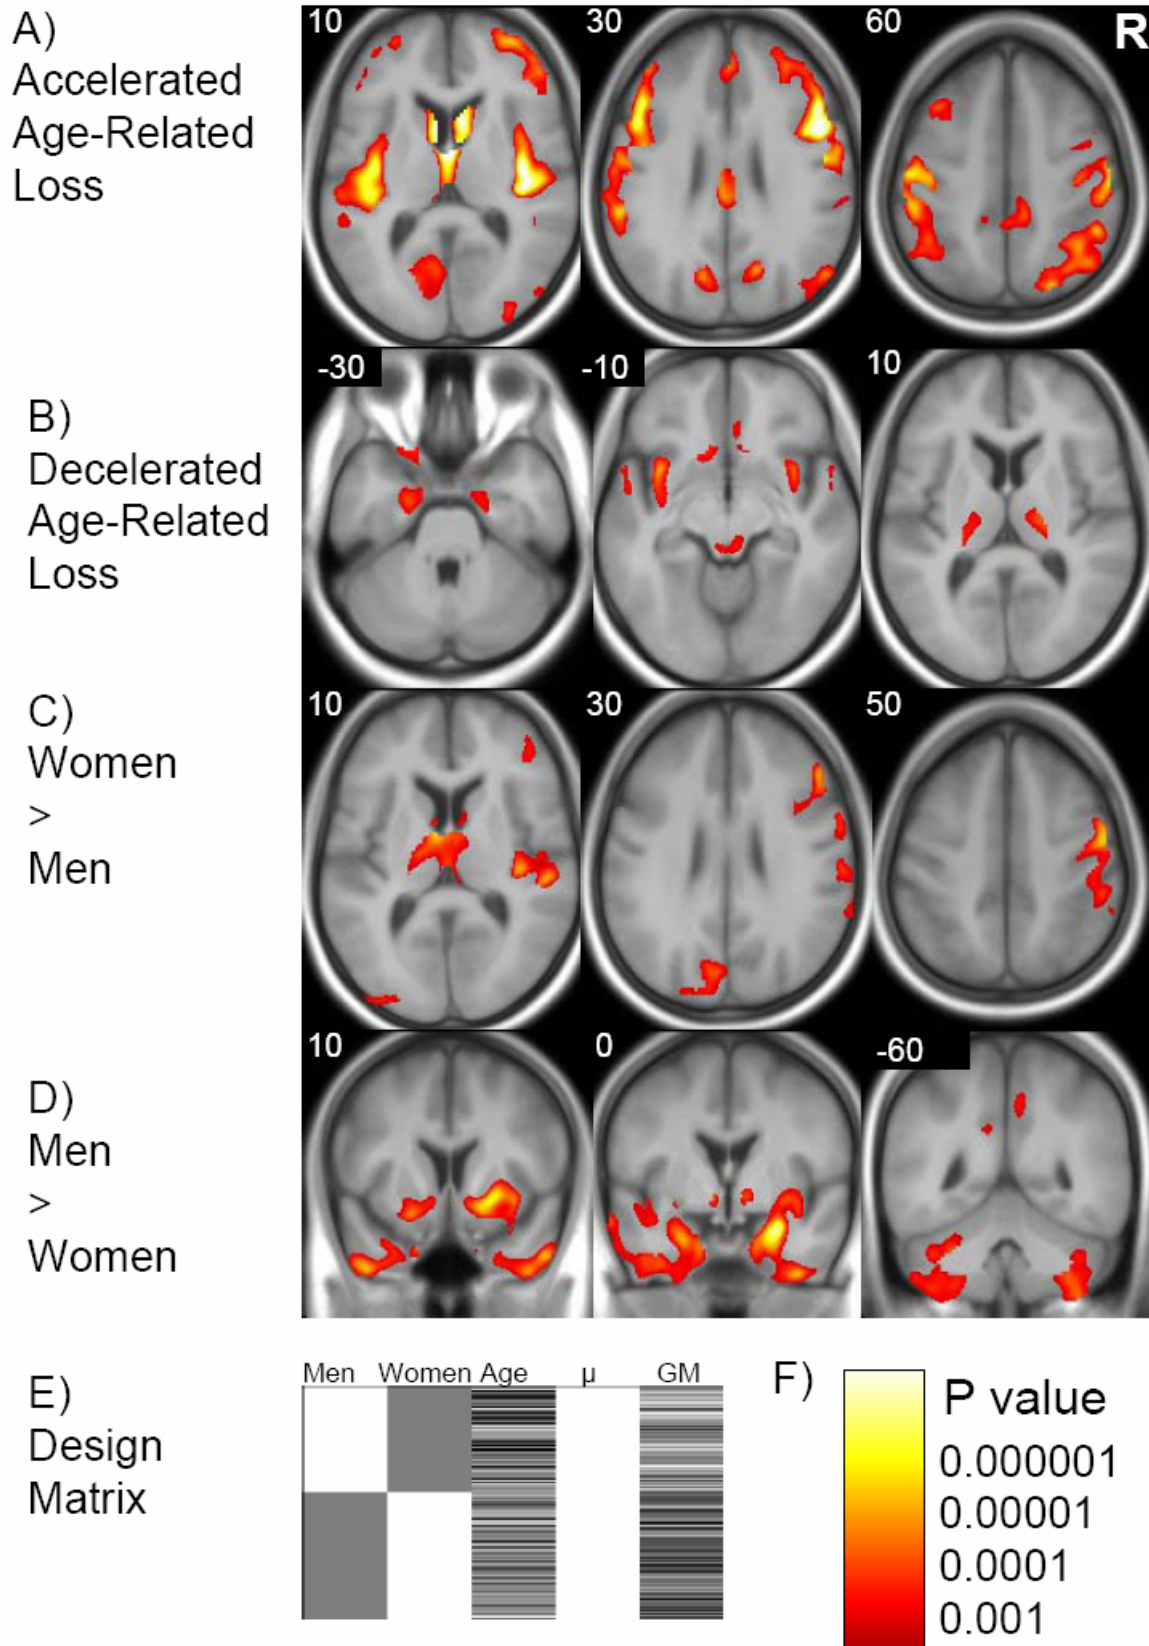 A)
Accelerated
Age-Related
Loss
10
30
60
R
B)
Decelerated
Age-Related
Loss
-30
-10
10
C)
Women
>
Men
10
30
50
D)
Men
>
Women
10
0
-60
E)
Design
Matrix
Men Women Age µ GM
F)
P value
0.000001
0.00001
0.0001
0.001